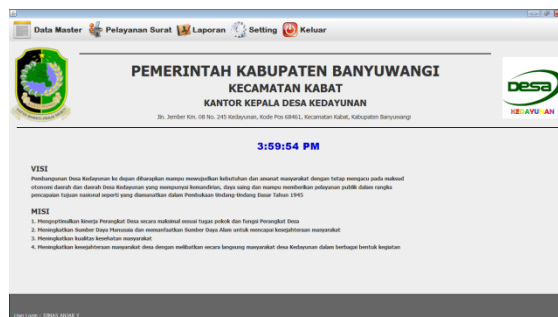 Data Master Pelayanan Surat Laporan Setting Keluar
PEMERINTAH KABUPATEN BANYUWANGI
KECAMATAN KABAT
KANTOR KEPALA DESA KEDAYUNAN
Jln. Jember Km. 08 No. 245 Kedayunan, Kode Pos 68461, Kecamatan Kabat, Kabupaten Banyuwangi
Desa
KEDAYUNAN
3:59:54 PM
VISI
Pembangunan Desa Kedayunan ke depan diharapkan mampu mewujudkan kebutuhan dan amanat masyarakat dengan tetap mengacu pada maksud
otonomi daerah dan daerah Desa Kedayunan yang mempunyai kemandirian, daya saing dan mampu memberikan pelayanan publik dalam rangka
pencapaian tujuan nasional seperti yang diamanatkan dalam Pembukaan Undang-Undang Dasar Tahun 1945
MISI
1. Mengoptimalkan kinerja Perangkat Desa secara maksimal sesuai tugas pokok dan fungsi Perangkat Desa
2. Meningkatkan Sumber Daya Manusia dan memanfaatkan Sumber Daya Alam untuk mencapai kesejahteraan masyarakat
3. Meningkatkan kualitas kesehatan masyarakat
4. Meningkatkan kesejahteraan masyarakat desa dengan melibatkan secara langsung masyarakat desa Kedayunan dalam berbagai bentuk kegiatan
User Login :